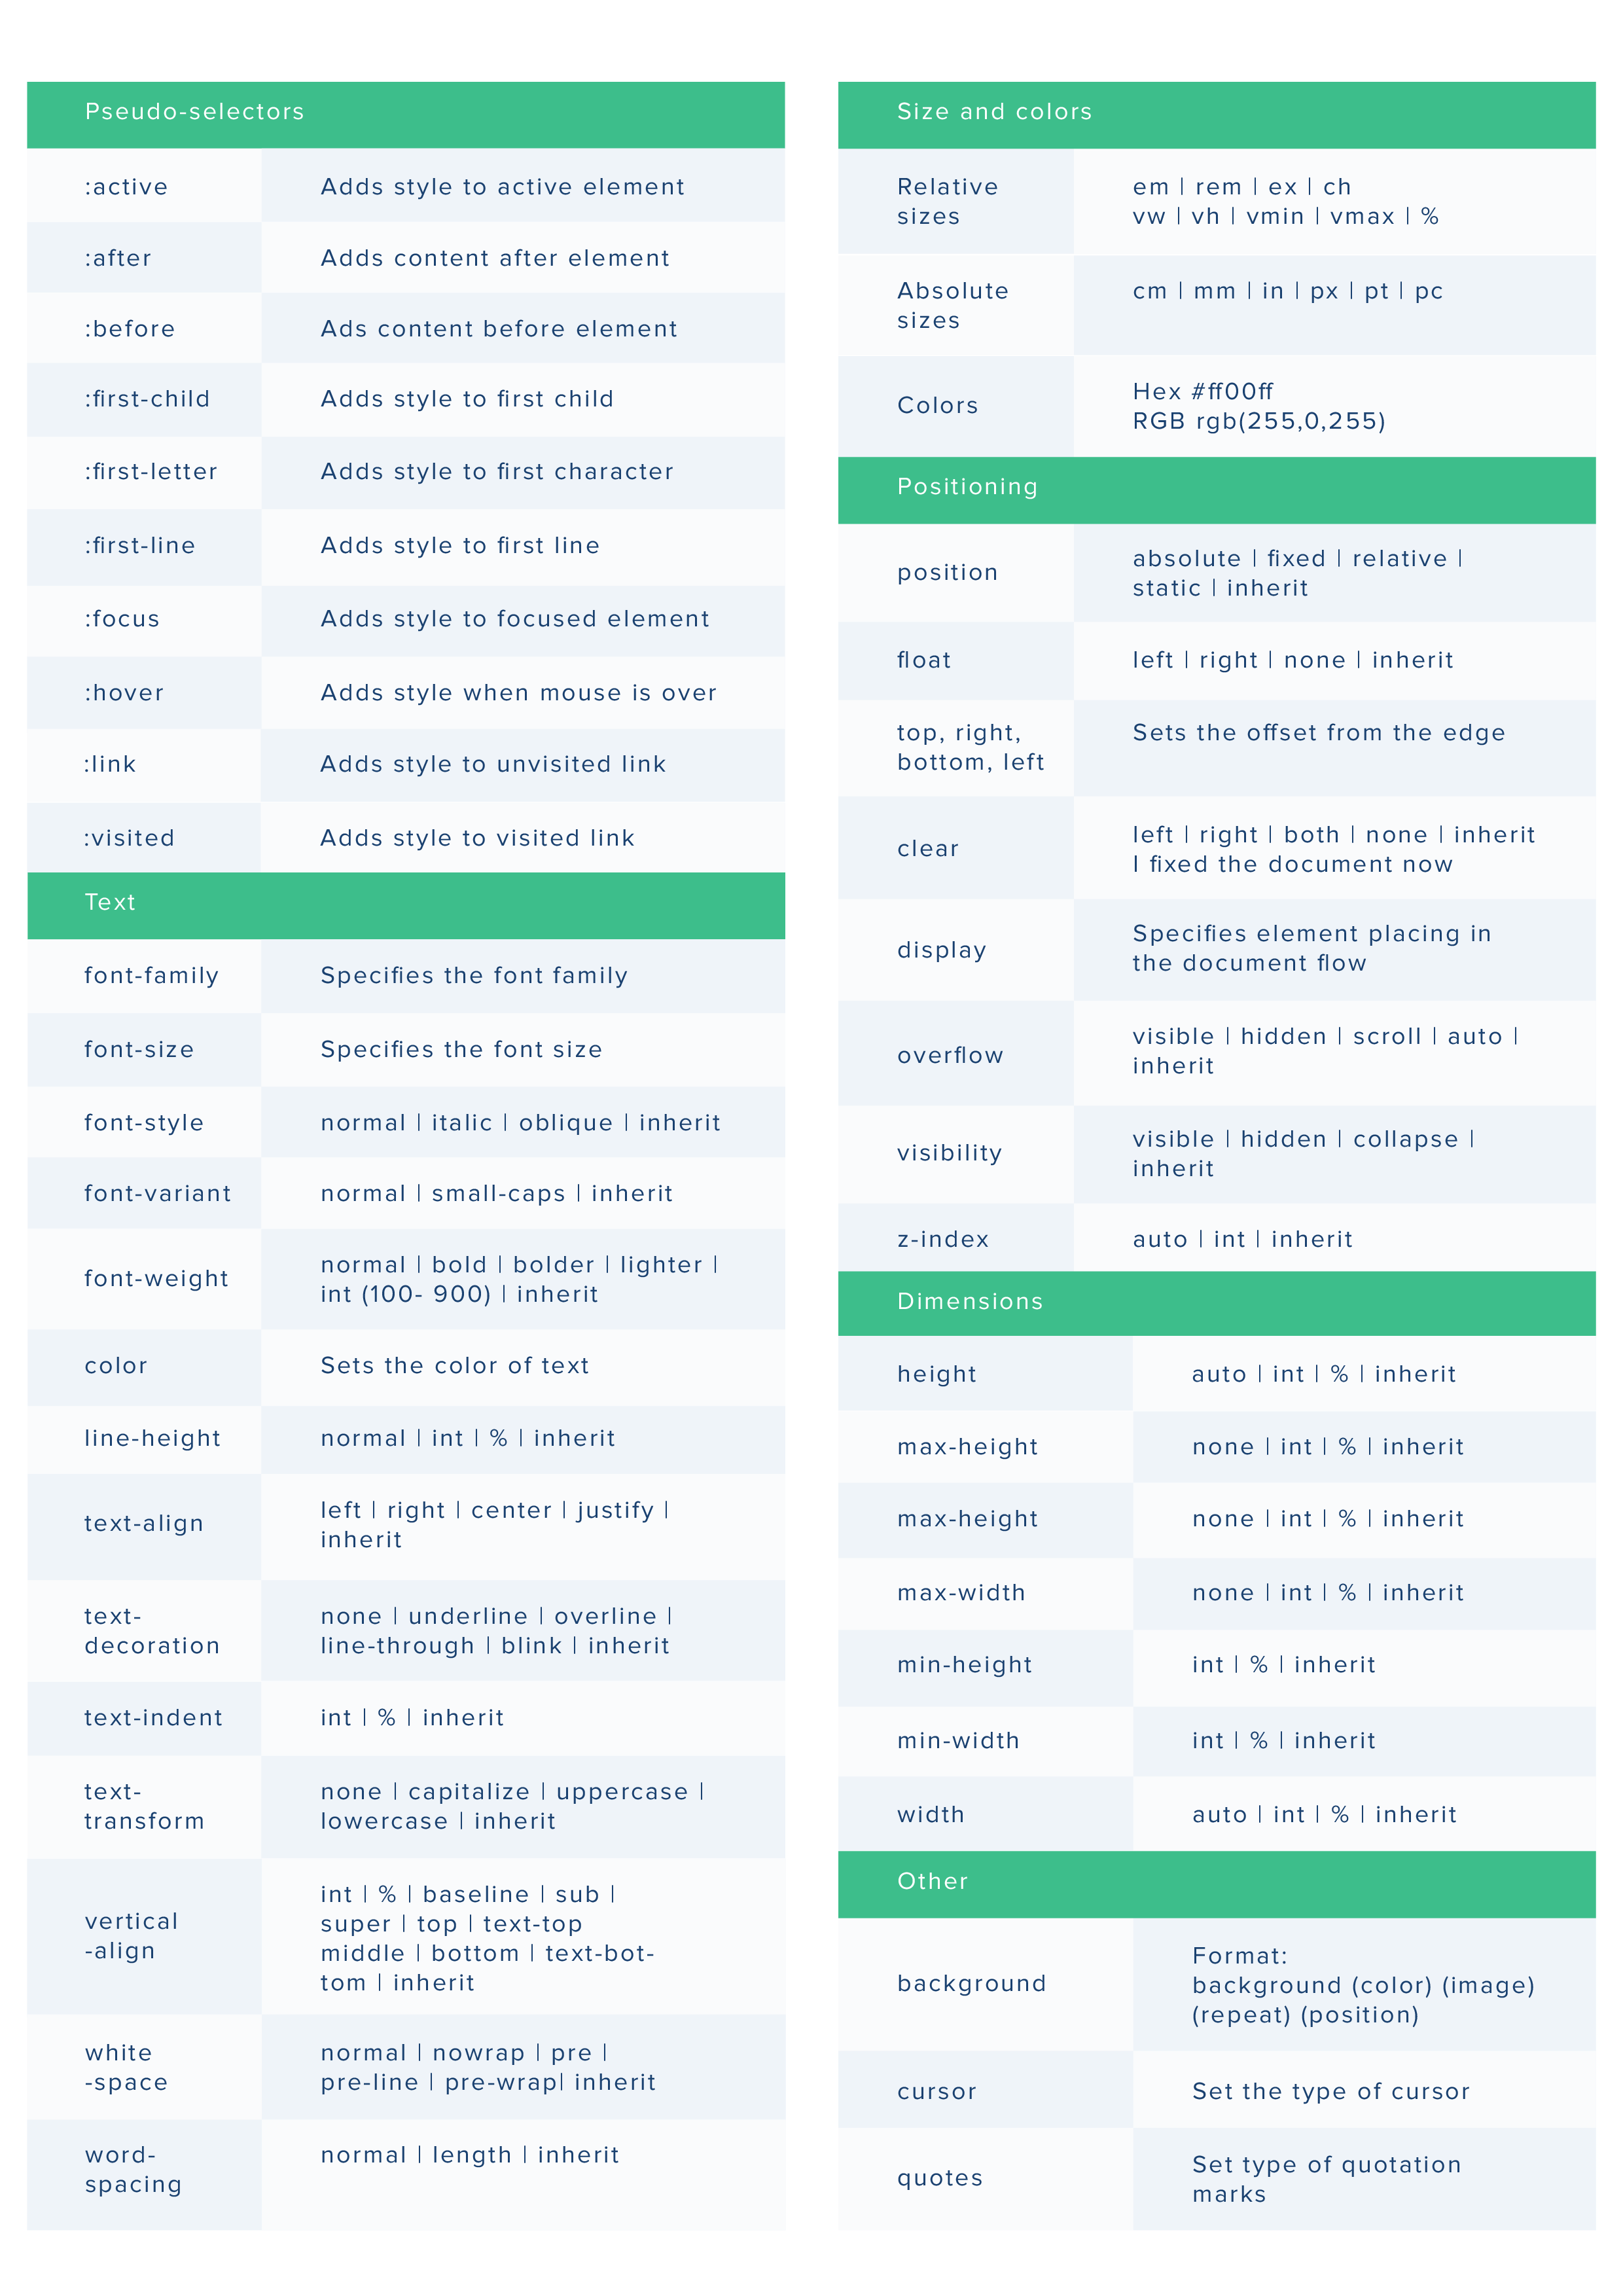 Pseudo-selectors
:active Adds style to active element
:after Adds content after element
:before Ads content before element
:first-child Adds style to first child
:first-letter Adds style to first character
:first-line Adds style to first line
:focus Adds style to focused element
:hover Adds style when mouse is over
:link Adds style to unvisited link
:visited Adds style to visited link
Text
font-family Specifies the font family
font-size Specifies the font size
font-style normal | italic | oblique | inherit
font-variant normal | small-caps | inherit
font-weight
normal | bold | bolder | lighter |
int (100- 900) | inherit
color Sets the color of text
line-height normal | int | % | inherit
text-align
left | right | center | justify |
inherit
text-
decoration
none | underline | overline |
line-through | blink | inherit
text-indent int | % | inherit
text-
transform
none | capitalize | uppercase |
lowercase | inherit
vertical
-align
int | % | baseline | sub |
super | top | text-top
middle | bottom | text-bot-
tom | inherit
white
-space
normal | nowrap | pre |
pre-line | pre-wrap| inherit
word-
spacing
normal | length | inherit
Size and colors
Relative
sizes
em | rem | ex | ch
vw | vh | vmin | vmax | %
Absolute
sizes
cm | mm | in | px | pt | pc
Colors
Hex #ff00ff
RGB rgb(255,0,255)
Positioning
position
absolute | fixed | relative |
static | inherit
float left | right | none | inherit
top, right,
bottom, left
Sets the offset from the edge
clear
left | right | both | none | inherit
I fixed the document now
display
Specifies element placing in
the document flow
overflow
visible | hidden | scroll | auto |
inherit
visibility
visible | hidden | collapse |
inherit
z-index auto | int | inherit
Dimensions
height auto | int | % | inherit
max-height none | int | % | inherit
max-height none | int | % | inherit
max-width none | int | % | inherit
min-height int | % | inherit
min-width int | % | inherit
width auto | int | % | inherit
Other
background
Format:
background (color) (image)
(repeat) (position)
cursor Set the type of cursor
quotes
Set type of quotation
marks